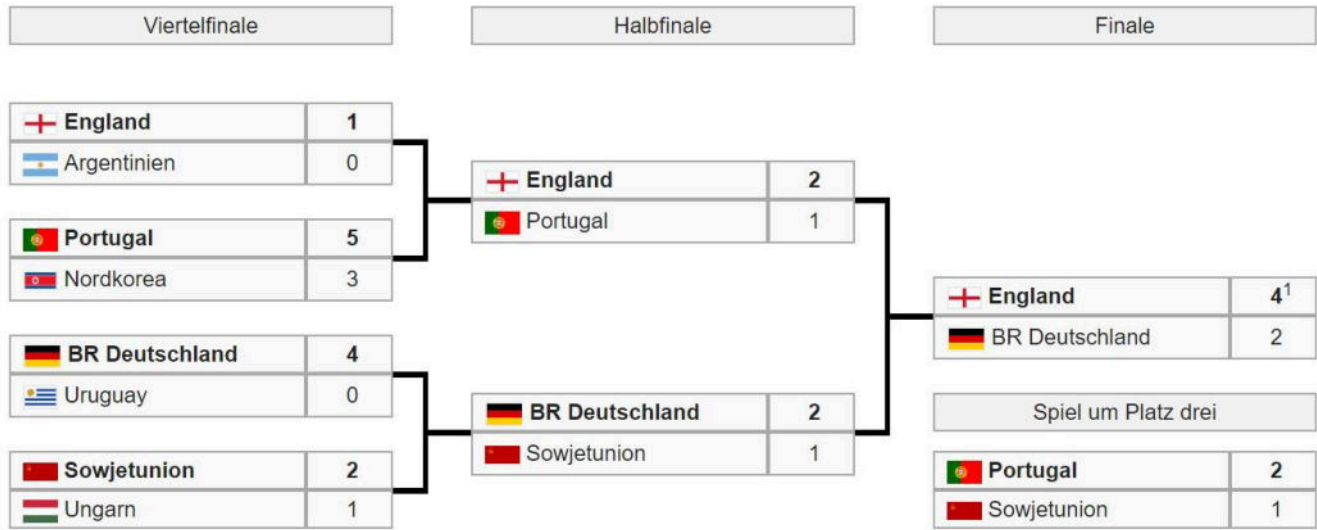 Viertelfinale
Halbfinale
Finale
England 1
Argentinien 0
Portugal 5
Nordkorea 3
BR Deutschland 4
Uruguay 0
Sowjetunion 2
Ungarn 1
England 2
Portugal 1
BR Deutschland 2
Sowjetunion 1
England 4¹
BR Deutschland 2
Spiel um Platz drei
Portugal 2
Sowjetunion 1